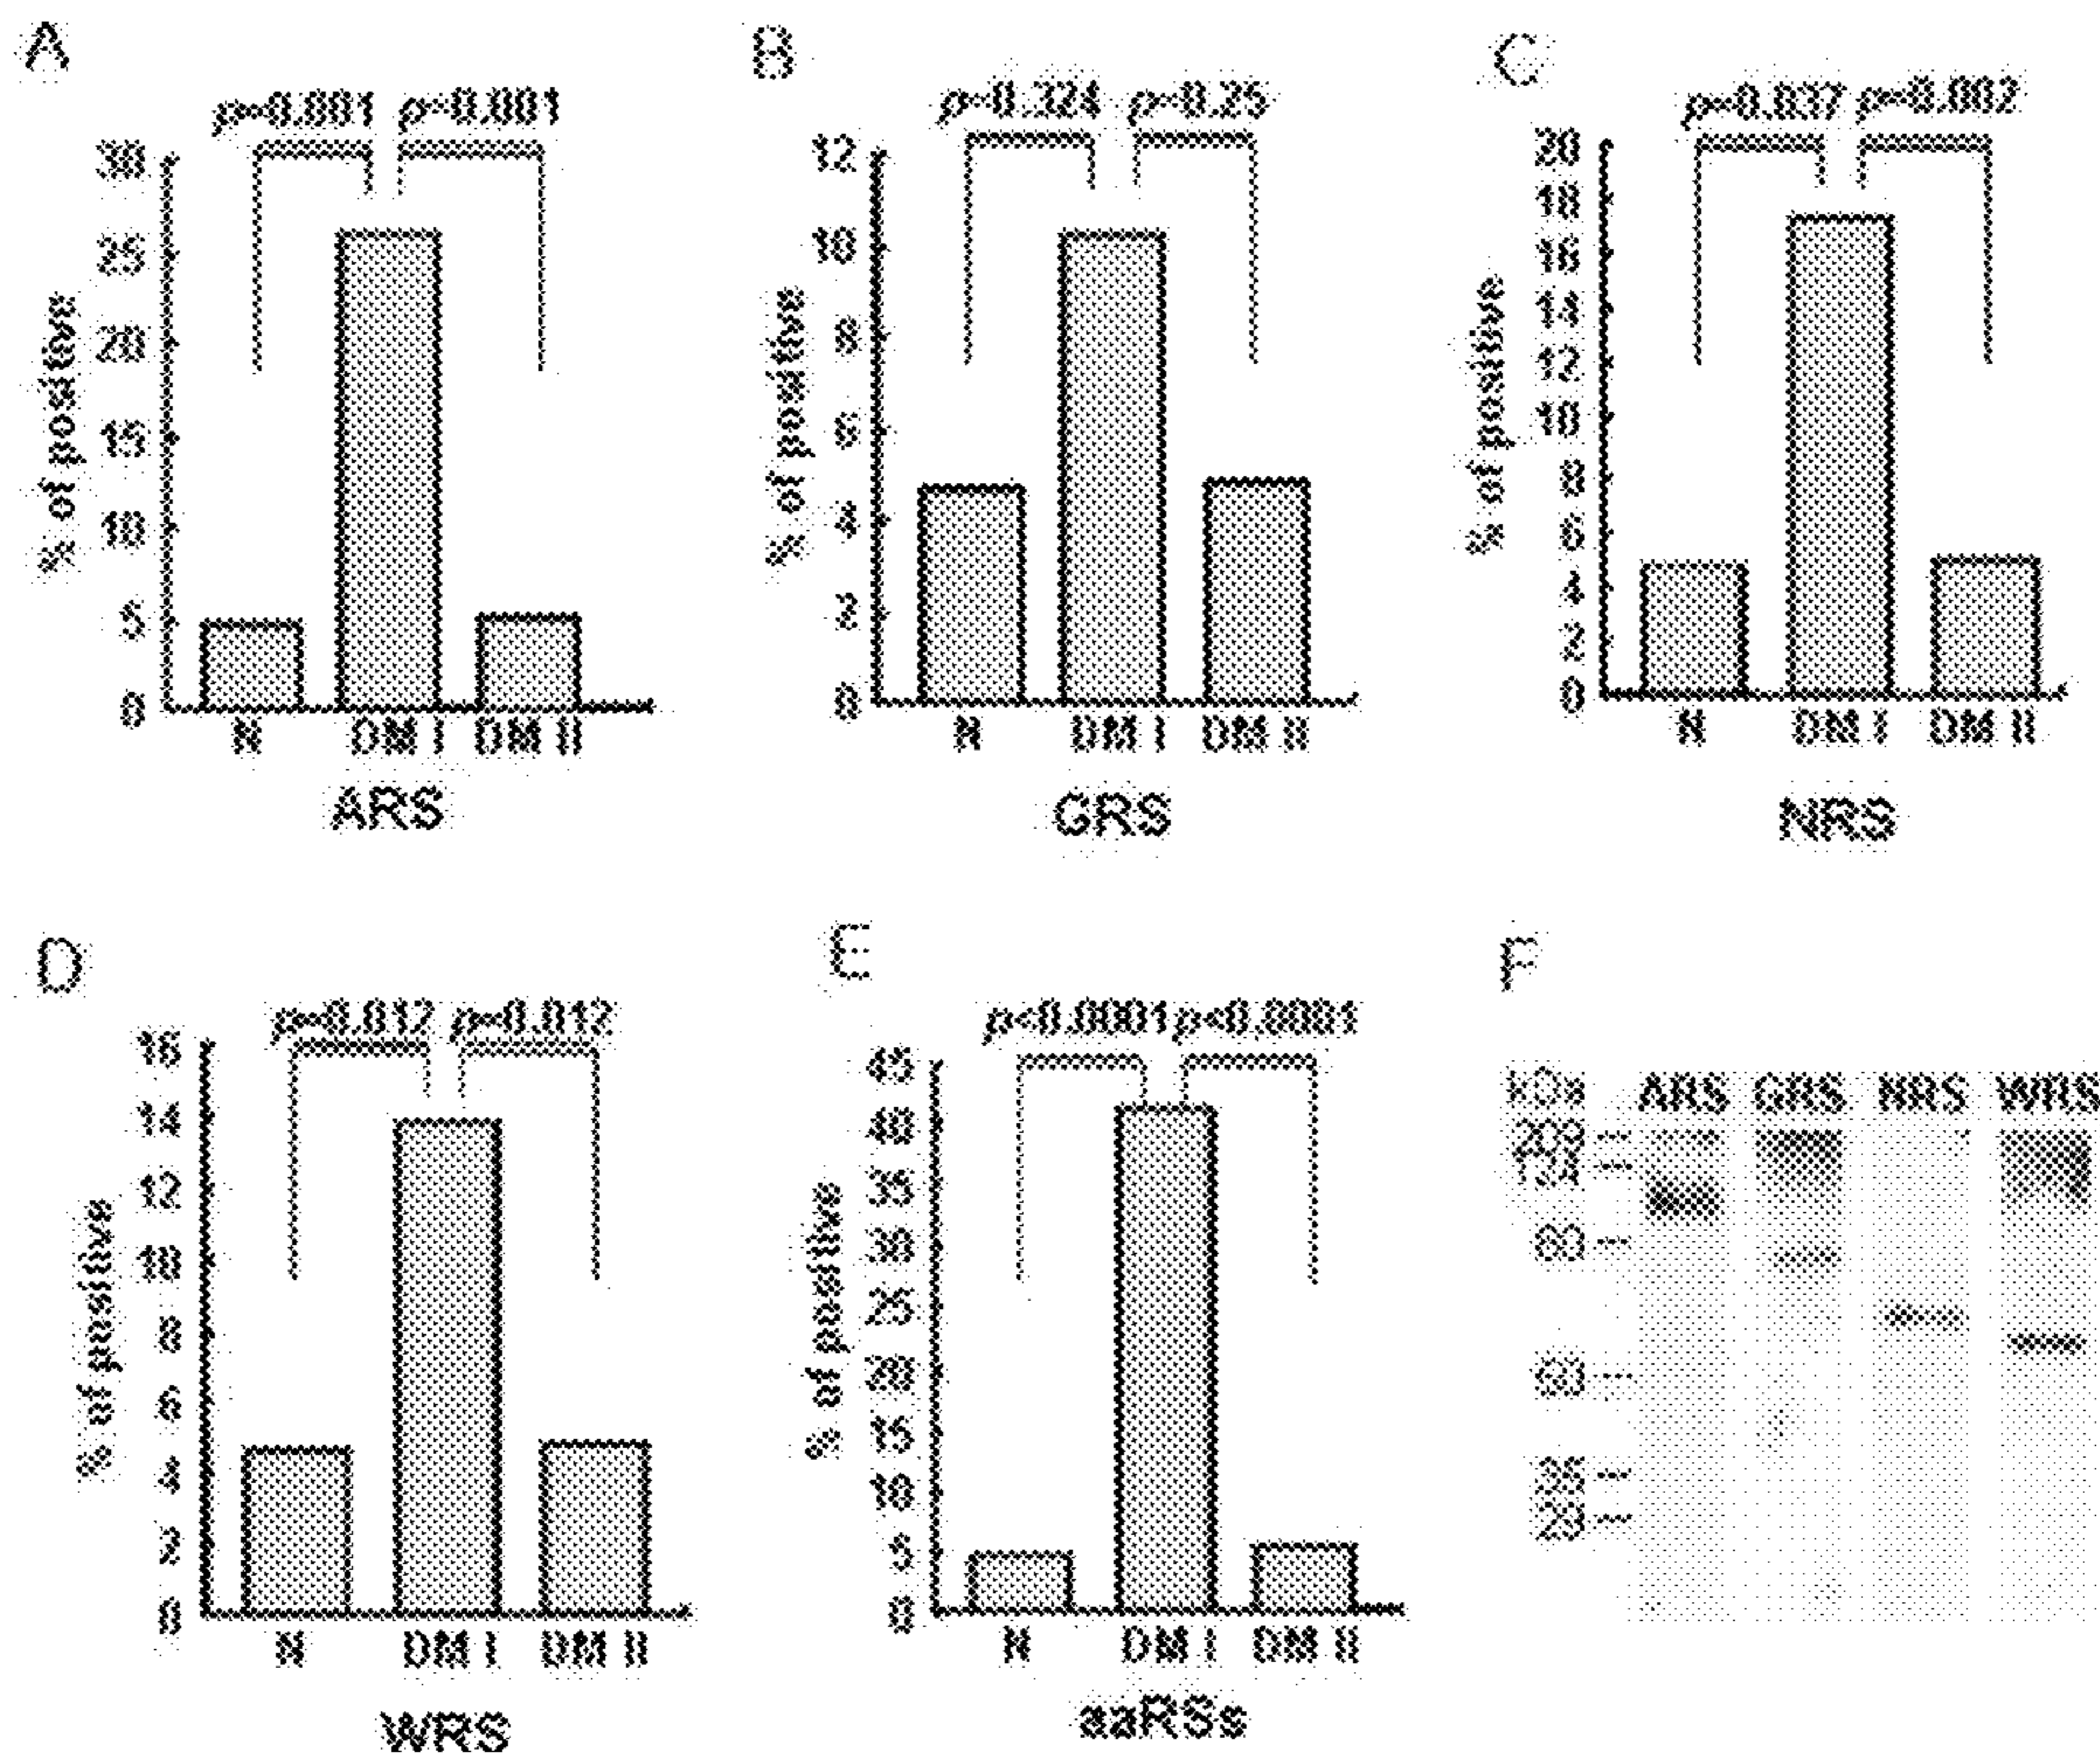 A
p=0.001 p<0.001
% of positive
30
25
20
15
10
5
0
N DM I DM II
ARS
B
p=0.324 p=0.25
% of positive
12
10
8
6
4
2
0
N DM I DM II
GRS
C
p=0.037 p=0.002
% of positive
20
18
16
14
12
10
8
6
4
2
0
N DM I DM II
NRS
D
p=0.012 p=0.012
% of positive
16
14
12
10
8
6
4
2
0
N DM I DM II
WRS
E
p<0.0001 p<0.0001
% of positive
45
40
35
30
25
20
15
10
5
0
N DM I DM II
aaRSs
F
kDa ARS GRS NRS WRS